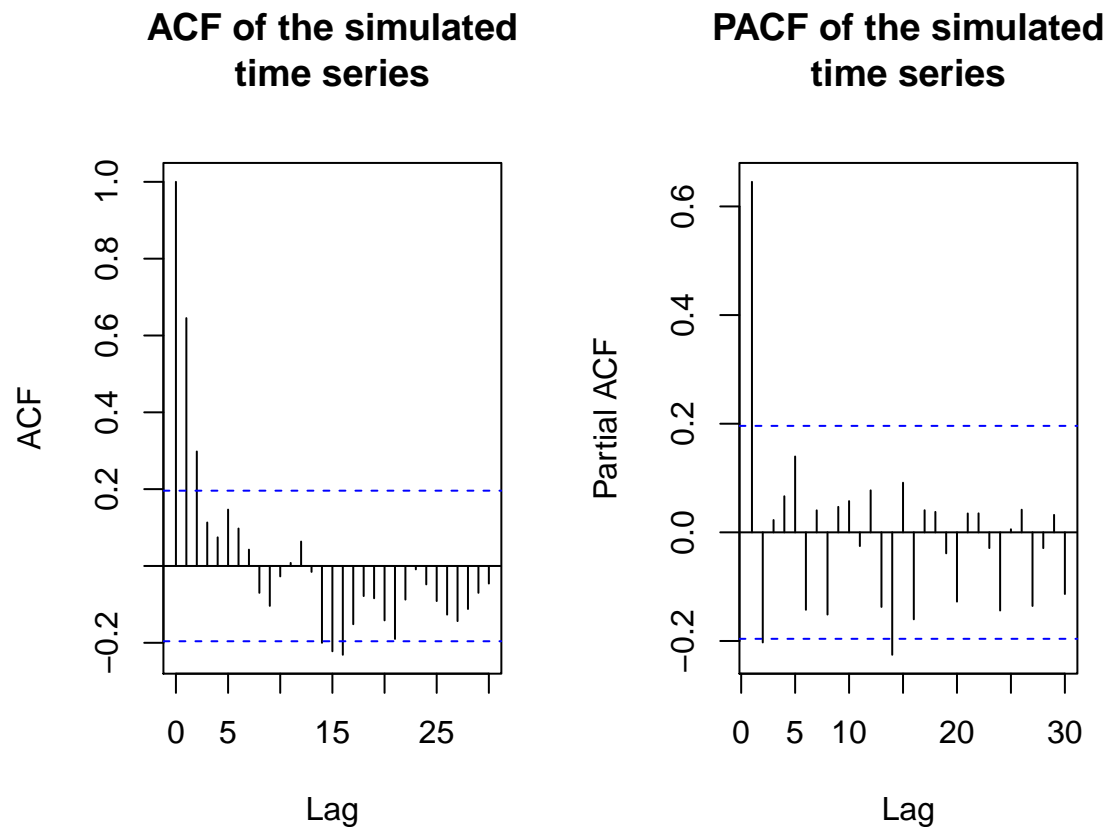 ACF of the simulated
time series
ACF
1.0
0.8
0.6
0.4
0.2
−0.2
0 5 15 25
Lag
PACF of the simulated
time series
Partial ACF
0.6
0.4
0.2
0.0
−0.2
0 5 10 20 30
Lag